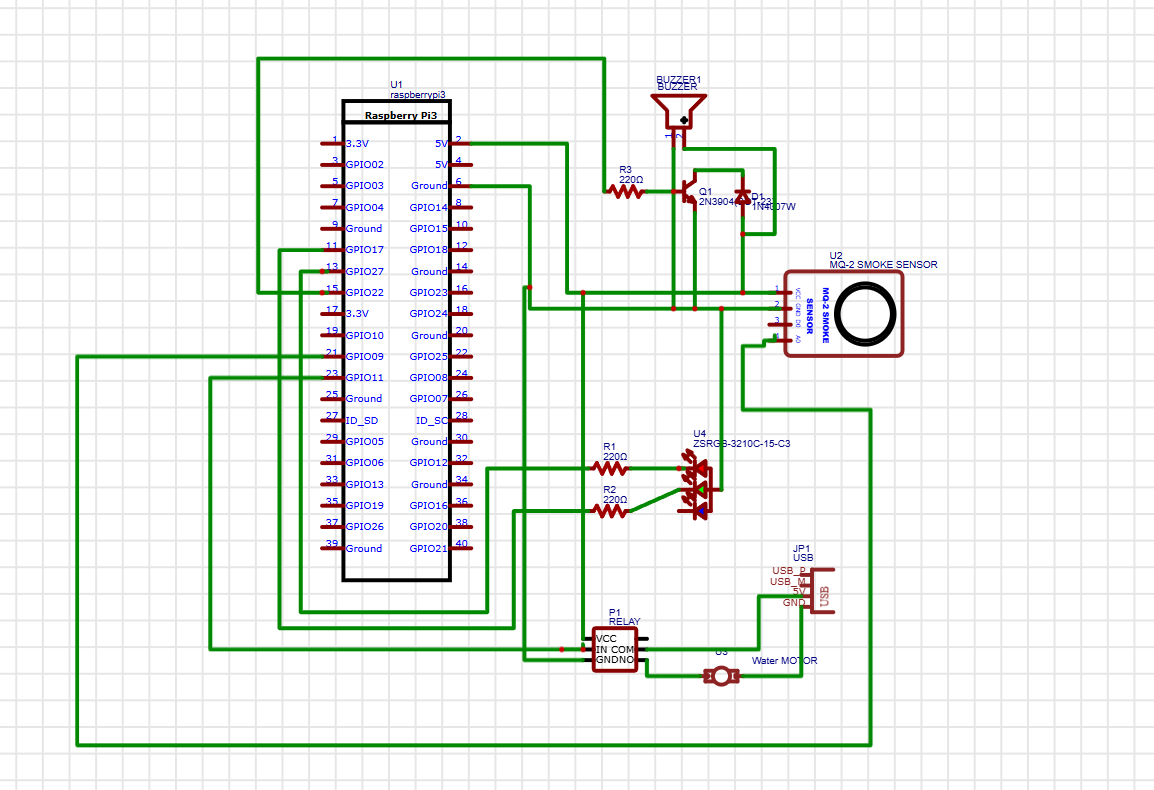 U1
raspberrypi3
Raspberry Pi3
1 3.3V 5V 2
3 GPIO02 5V 4
5 GPIO03 Ground 6
7 GPIO04 GPIO14 8
9 Ground GPIO15 10
11 GPIO17 GPIO18 12
13 GPIO27 Ground 14
15 GPIO22 GPIO23 16
17 3.3V GPIO24 18
19 GPIO10 Ground 20
21 GPIO09 GPIO25 22
23 GPIO11 GPIO08 24
25 Ground GPIO07 26
27 ID_SD ID_SC 28
29 GPIO05 Ground 30
31 GPIO06 GPIO12 32
33 GPIO13 Ground 34
35 GPIO19 GPIO16 36
37 GPIO26 GPIO20 38
39 Ground GPIO21 40
BUZZER1
BUZZER
1 2
R3
220Ω
Q1
D1
1N4007W
U2
MQ-2 SMOKE SENSOR
1 VCC
2 GND
3
A0
MQ-2 SMOKE
SENSOR
U4
ZSRGB-3210C-15-C3
R1
220Ω
R2
220Ω
JP1
USB
USB_P
USB_M
5V
GND
USB
P1
RELAY
VCC
IN COM
GND NO
U3
Water MOTOR